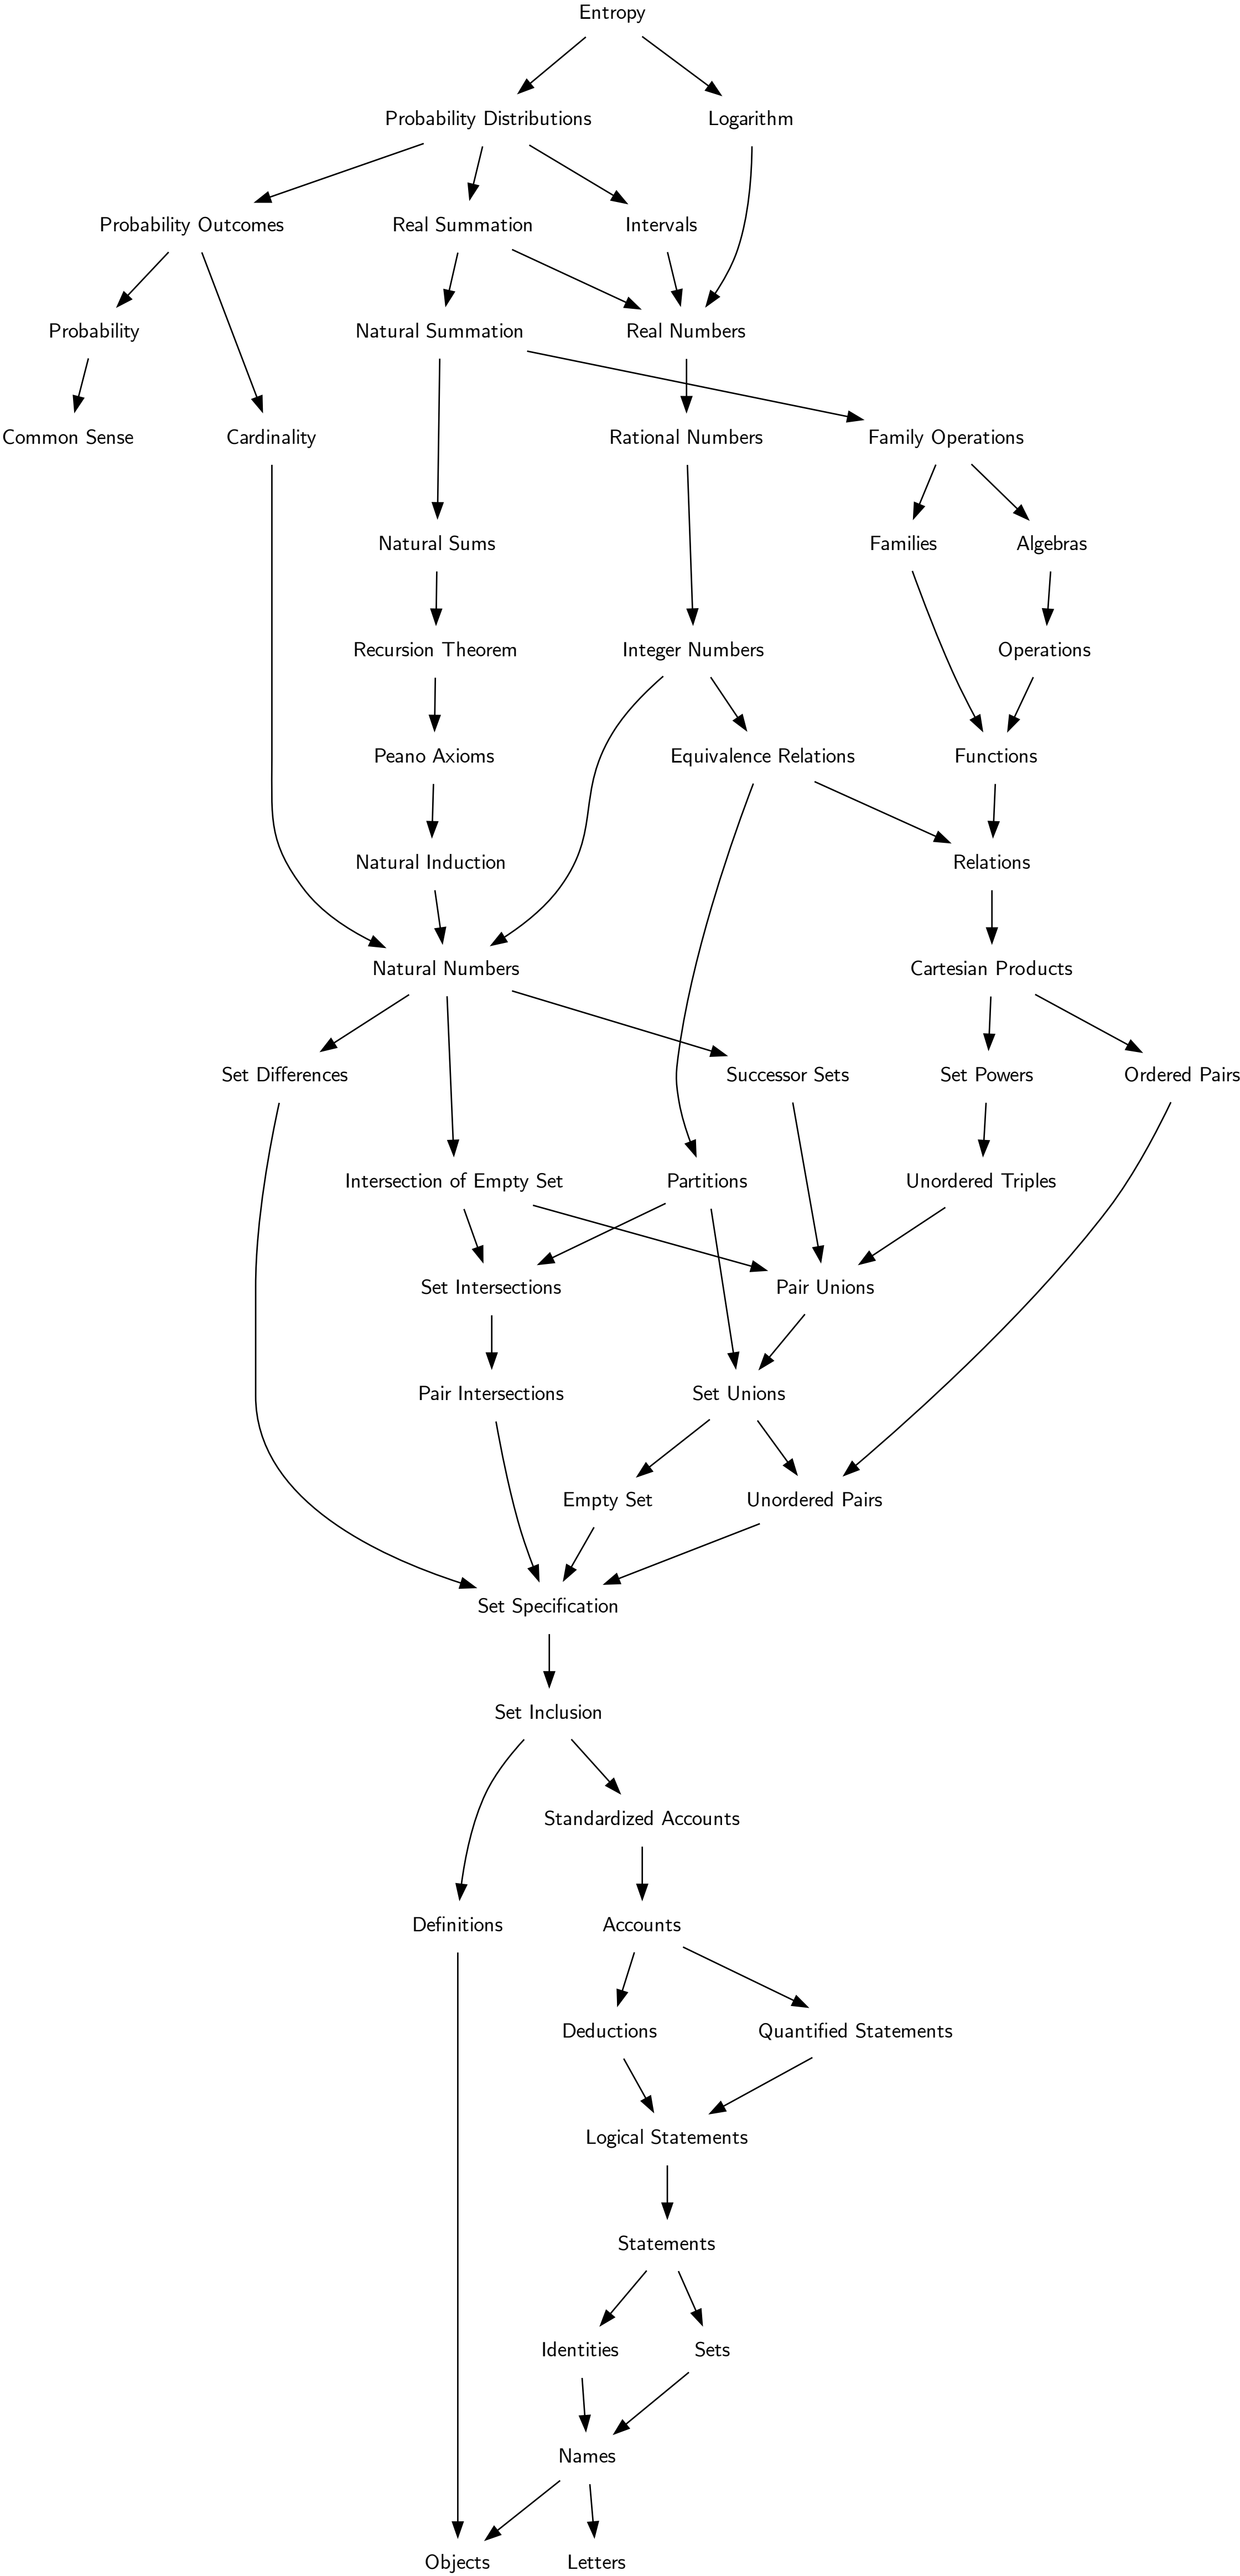 Entropy
Probability Distributions
Logarithm
Probability Outcomes
Real Summation
Intervals
Probability
Natural Summation
Real Numbers
Common Sense
Cardinality
Rational Numbers
Family Operations
Natural Sums
Families
Algebras
Recursion Theorem
Integer Numbers
Operations
Peano Axioms
Equivalence Relations
Functions
Natural Induction
Relations
Natural Numbers
Cartesian Products
Set Differences
Successor Sets
Set Powers
Ordered Pairs
Intersection of Empty Set
Partitions
Unordered Triples
Set Intersections
Pair Unions
Pair Intersections
Set Unions
Empty Set
Unordered Pairs
Set Specification
Set Inclusion
Standardized Accounts
Definitions
Accounts
Deductions
Quantified Statements
Logical Statements
Statements
Identities
Sets
Names
Objects
Letters